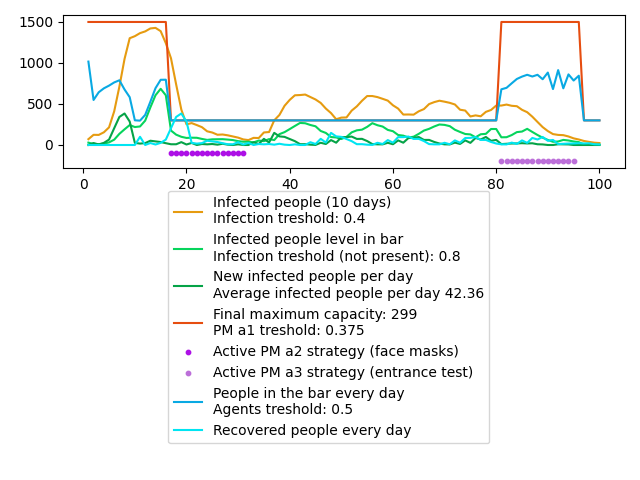 1500
1000
500
0
0 20 40 60 80 100
Infected people (10 days)
Infection treshold: 0.4
Infected people level in bar
Infection treshold (not present): 0.8
New infected people per day
Average infected people per day 42.36
Final maximum capacity: 299
PM a1 treshold: 0.375
Active PM a2 strategy (face masks)
Active PM a3 strategy (entrance test)
People in the bar every day
Agents treshold: 0.5
Recovered people every day